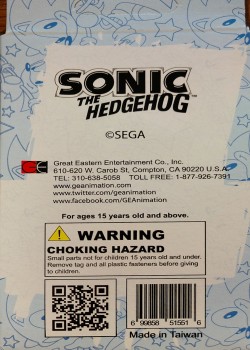 SONIC
THE HEDGEHOG
©SEGA
Great Eastern Entertainment Co., Inc.
610-620 W. Carob St, Compton, CA 90220 U.S.A
TEL: 310-638-5058 TOLL FREE: 1-877-926-7391
www.geanimation.com
www.twitter.com/geanimation
www.facebook.com/GEAnimation
For ages 15 years old and above.
WARNING
CHOKING HAZARD
Small parts not for children 15 years old and under.
Remove tag and all plastic fasteners before giving
to children.
6 99858 51551 6
Made in Taiwan